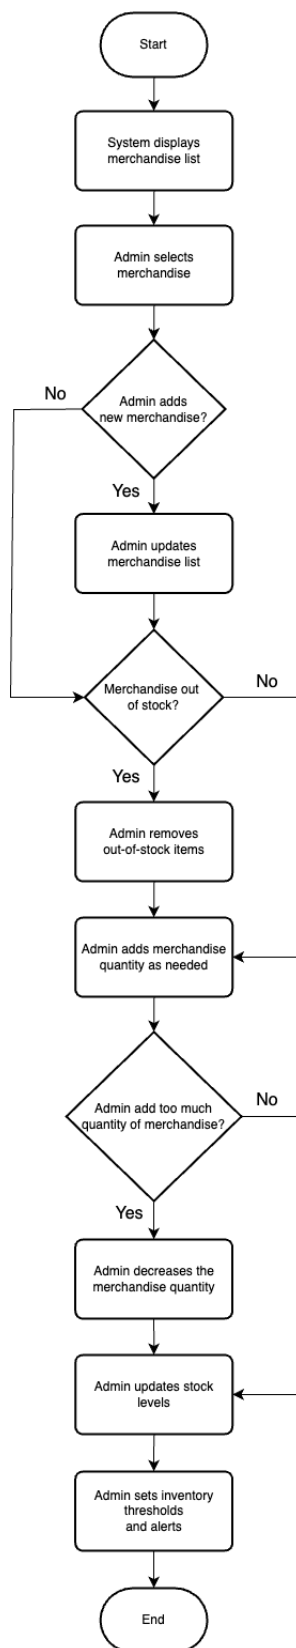 Start
System displays
merchandise list
Admin selects
merchandise
Admin adds
new merchandise?
No
Yes
Admin updates
merchandise list
Merchandise out
of stock?
No
Yes
Admin removes
out-of-stock items
Admin adds merchandise
quantity as needed
Admin add too much
quantity of merchandise?
No
Yes
Admin decreases the
merchandise quantity
Admin updates stock
levels
Admin sets inventory
thresholds
and alerts
End